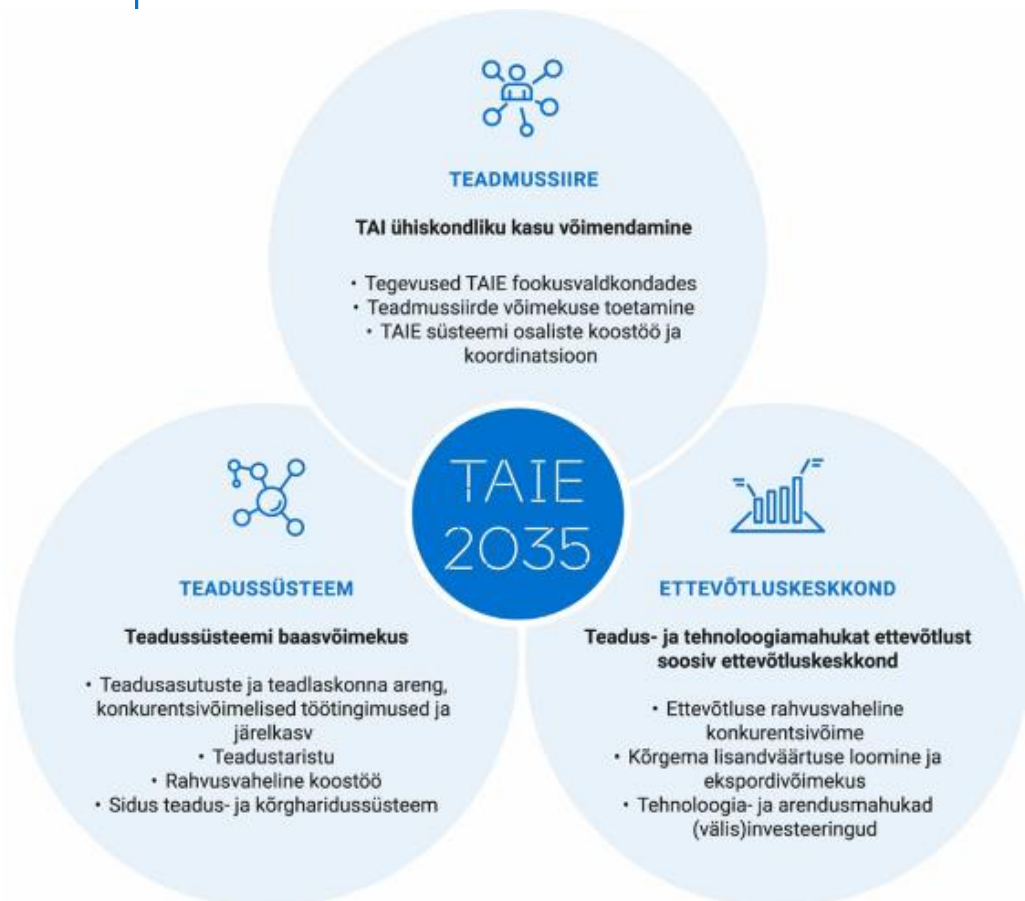 TEADMUSSIIRE
TAI ühiskondliku kasu võimendamine
• Tegevused TAIE fookusvaldkondades
• Teadmussiirde võimekuse toetamine
• TAIE süsteemi osaliste koostöö ja
koordinatsioon
TAIE
2035
TEADUSSÜSTEEM
Teadussüsteemi baasvõimekus
• Teadusasutuste ja teadlaskonna areng,
konkurentsivõimelised töötingimused ja
järelkasv
• Teadustaristu
• Rahvusvaheline koostöö
• Sidus teadus- ja kõrgharidussüsteem
ETTEVÕTLUSKESKKOND
Teadus- ja tehnoloogiamahukat ettevõtlust
soosiv ettevõtluskeskkond
• Ettevõtluse rahvusvaheline
konkurentsivõime
• Kõrgema lisandväärtuse loomine ja
ekspordivõimekus
• Tehnoloogia- ja arendusmahukad
(välis)investeeringud